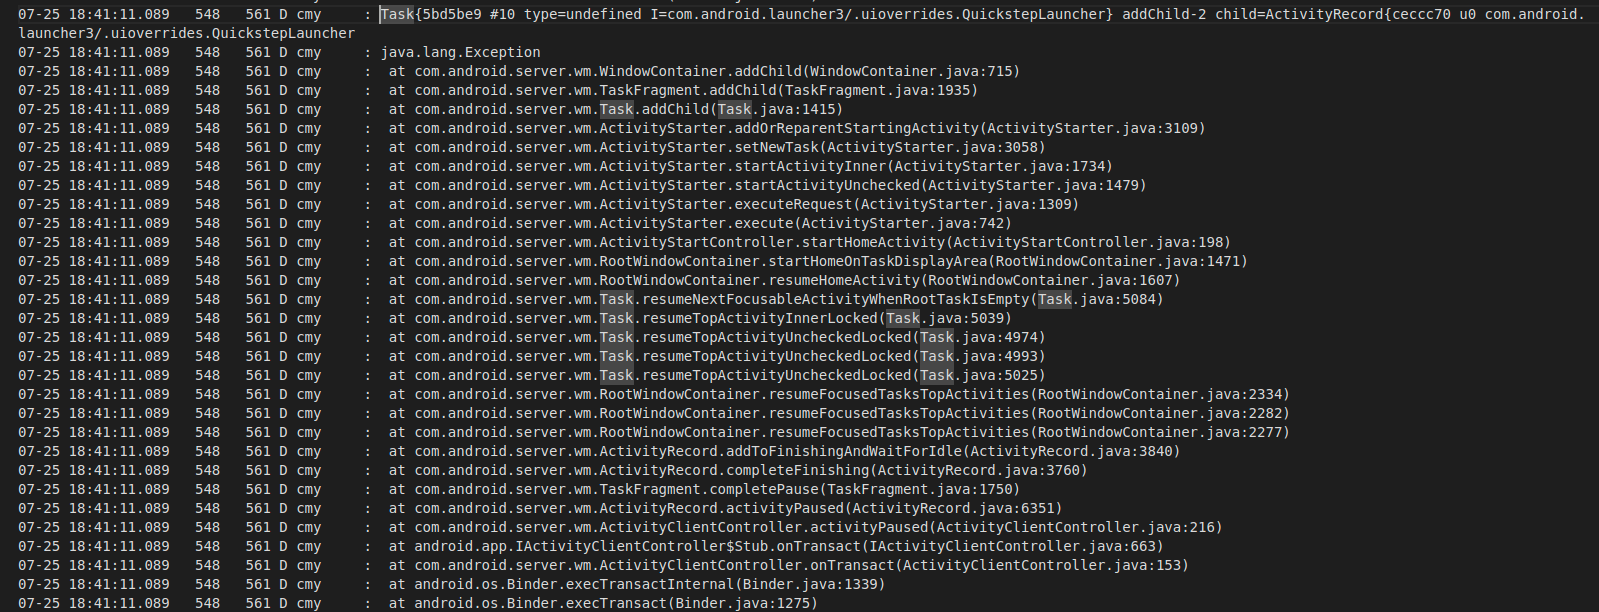 07-25 18:41:11.089   548   561 D cmy     : Task{5bd5be9 #10 type=undefined I=com.android.launcher3/.uioverrides.QuickstepLauncher} addChild-2 child=ActivityRecord{ceccc70 u0 com.android.
launcher3/.uioverrides.QuickstepLauncher
07-25 18:41:11.089   548   561 D cmy     : java.lang.Exception
07-25 18:41:11.089   548   561 D cmy     :  at com.android.server.wm.WindowContainer.addChild(WindowContainer.java:715)
07-25 18:41:11.089   548   561 D cmy     :  at com.android.server.wm.TaskFragment.addChild(TaskFragment.java:1935)
07-25 18:41:11.089   548   561 D cmy     :  at com.android.server.wm.Task.addChild(Task.java:1415)
07-25 18:41:11.089   548   561 D cmy     :  at com.android.server.wm.ActivityStarter.addOrReparentStartingActivity(ActivityStarter.java:3109)
07-25 18:41:11.089   548   561 D cmy     :  at com.android.server.wm.ActivityStarter.setNewTask(ActivityStarter.java:3058)
07-25 18:41:11.089   548   561 D cmy     :  at com.android.server.wm.ActivityStarter.startActivityInner(ActivityStarter.java:1734)
07-25 18:41:11.089   548   561 D cmy     :  at com.android.server.wm.ActivityStarter.startActivityUnchecked(ActivityStarter.java:1479)
07-25 18:41:11.089   548   561 D cmy     :  at com.android.server.wm.ActivityStarter.executeRequest(ActivityStarter.java:1309)
07-25 18:41:11.089   548   561 D cmy     :  at com.android.server.wm.ActivityStarter.execute(ActivityStarter.java:742)
07-25 18:41:11.089   548   561 D cmy     :  at com.android.server.wm.ActivityStartController.startHomeActivity(ActivityStartController.java:198)
07-25 18:41:11.089   548   561 D cmy     :  at com.android.server.wm.RootWindowContainer.startHomeOnTaskDisplayArea(RootWindowContainer.java:1471)
07-25 18:41:11.089   548   561 D cmy     :  at com.android.server.wm.RootWindowContainer.resumeHomeActivity(RootWindowContainer.java:1607)
07-25 18:41:11.089   548   561 D cmy     :  at com.android.server.wm.Task.resumeNextFocusableActivityWhenRootTaskIsEmpty(Task.java:5084)
07-25 18:41:11.089   548   561 D cmy     :  at com.android.server.wm.Task.resumeTopActivityInnerLocked(Task.java:5039)
07-25 18:41:11.089   548   561 D cmy     :  at com.android.server.wm.Task.resumeTopActivityUncheckedLocked(Task.java:4974)
07-25 18:41:11.089   548   561 D cmy     :  at com.android.server.wm.Task.resumeTopActivityUncheckedLocked(Task.java:4993)
07-25 18:41:11.089   548   561 D cmy     :  at com.android.server.wm.Task.resumeTopActivityUncheckedLocked(Task.java:5025)
07-25 18:41:11.089   548   561 D cmy     :  at com.android.server.wm.RootWindowContainer.resumeFocusedTasksTopActivities(RootWindowContainer.java:2334)
07-25 18:41:11.089   548   561 D cmy     :  at com.android.server.wm.RootWindowContainer.resumeFocusedTasksTopActivities(RootWindowContainer.java:2282)
07-25 18:41:11.089   548   561 D cmy     :  at com.android.server.wm.RootWindowContainer.resumeFocusedTasksTopActivities(RootWindowContainer.java:2277)
07-25 18:41:11.089   548   561 D cmy     :  at com.android.server.wm.ActivityRecord.addToFinishingAndWaitForIdle(ActivityRecord.java:3840)
07-25 18:41:11.089   548   561 D cmy     :  at com.android.server.wm.ActivityRecord.completeFinishing(ActivityRecord.java:3760)
07-25 18:41:11.089   548   561 D cmy     :  at com.android.server.wm.TaskFragment.completePause(TaskFragment.java:1750)
07-25 18:41:11.089   548   561 D cmy     :  at com.android.server.wm.ActivityRecord.activityPaused(ActivityRecord.java:6351)
07-25 18:41:11.089   548   561 D cmy     :  at com.android.server.wm.ActivityClientController.activityPaused(ActivityClientController.java:216)
07-25 18:41:11.089   548   561 D cmy     :  at android.app.IActivityClientController$Stub.onTransact(IActivityClientController.java:663)
07-25 18:41:11.089   548   561 D cmy     :  at com.android.server.wm.ActivityClientController.onTransact(ActivityClientController.java:153)
07-25 18:41:11.089   548   561 D cmy     :  at android.os.Binder.execTransactInternal(Binder.java:1339)
07-25 18:41:11.089   548   561 D cmy     :  at android.os.Binder.execTransact(Binder.java:1275)